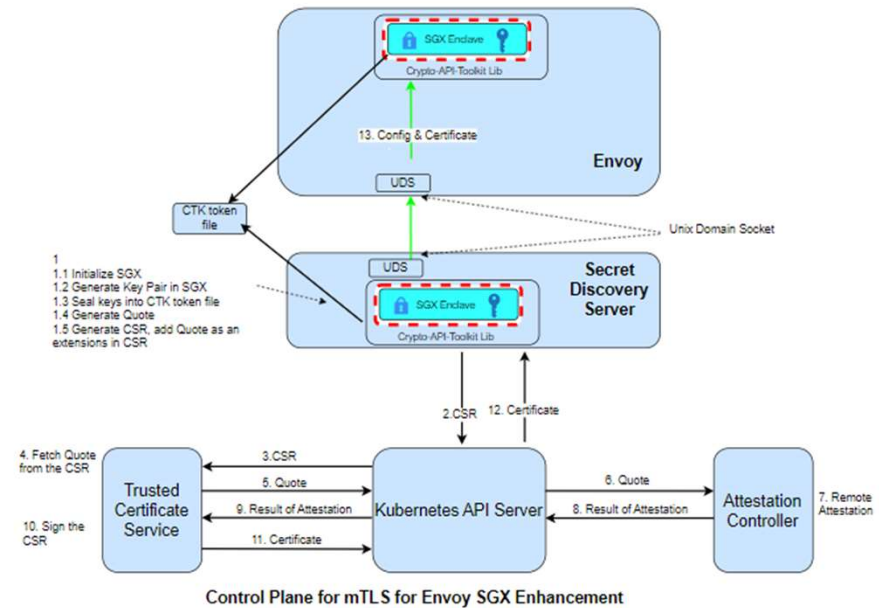 SGX Enclave
Crypto-API-Toolkit Lib
13. Config & Certificate
Envoy
UDS
CTK token
file
Unix Domain Socket
1
1.1 Initialize SGX
1.2 Generate Key Pair in SGX
1.3 Seal keys into CTK token file
1.4 Generate Quote
1.5 Generate CSR, add Quote as an
extensions in CSR
UDS
Secret
Discovery
Server
SGX Enclave
Crypto-API-Toolkit Lib
2.CSR
12. Certificate
4. Fetch Quote
from the CSR
3.CSR
5. Quote
6. Quote
Trusted
Certificate
Service
Kubernetes API Server
Attestation
Controller
7. Remote
Attestation
9. Result of Attestation
8. Result of Attestation
10. Sign the
CSR
11. Certificate
Control Plane for mTLS for Envoy SGX Enhancement